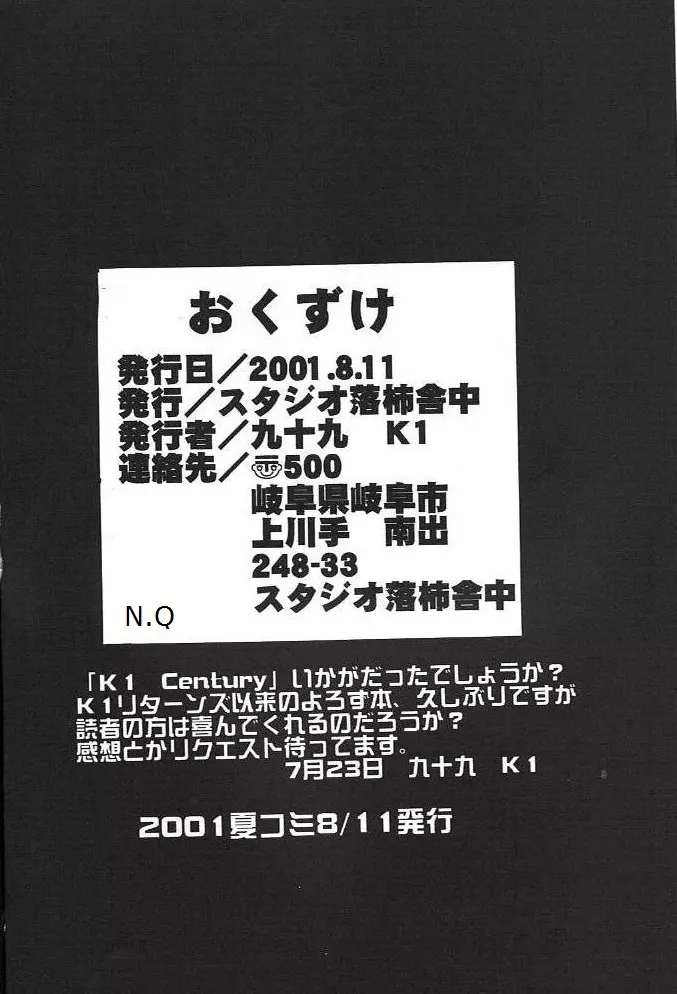 おくずけ
発行日／2001.8.11
発行／スタジオ落柿舎中
発行者／九十九　K1
連絡先／〠500
岐阜県岐阜市
上川手　南出
248-33
スタジオ落柿舎中
N.Q
「K1　Century」いかがだったでしょうか？
K1リターンズ以来のよろず本、久しぶりですが
読者の方は喜んでくれるのだろうか？
感想とかリクエスト待ってます。
7月23日　九十九　K1
2001夏コミ8/11発行